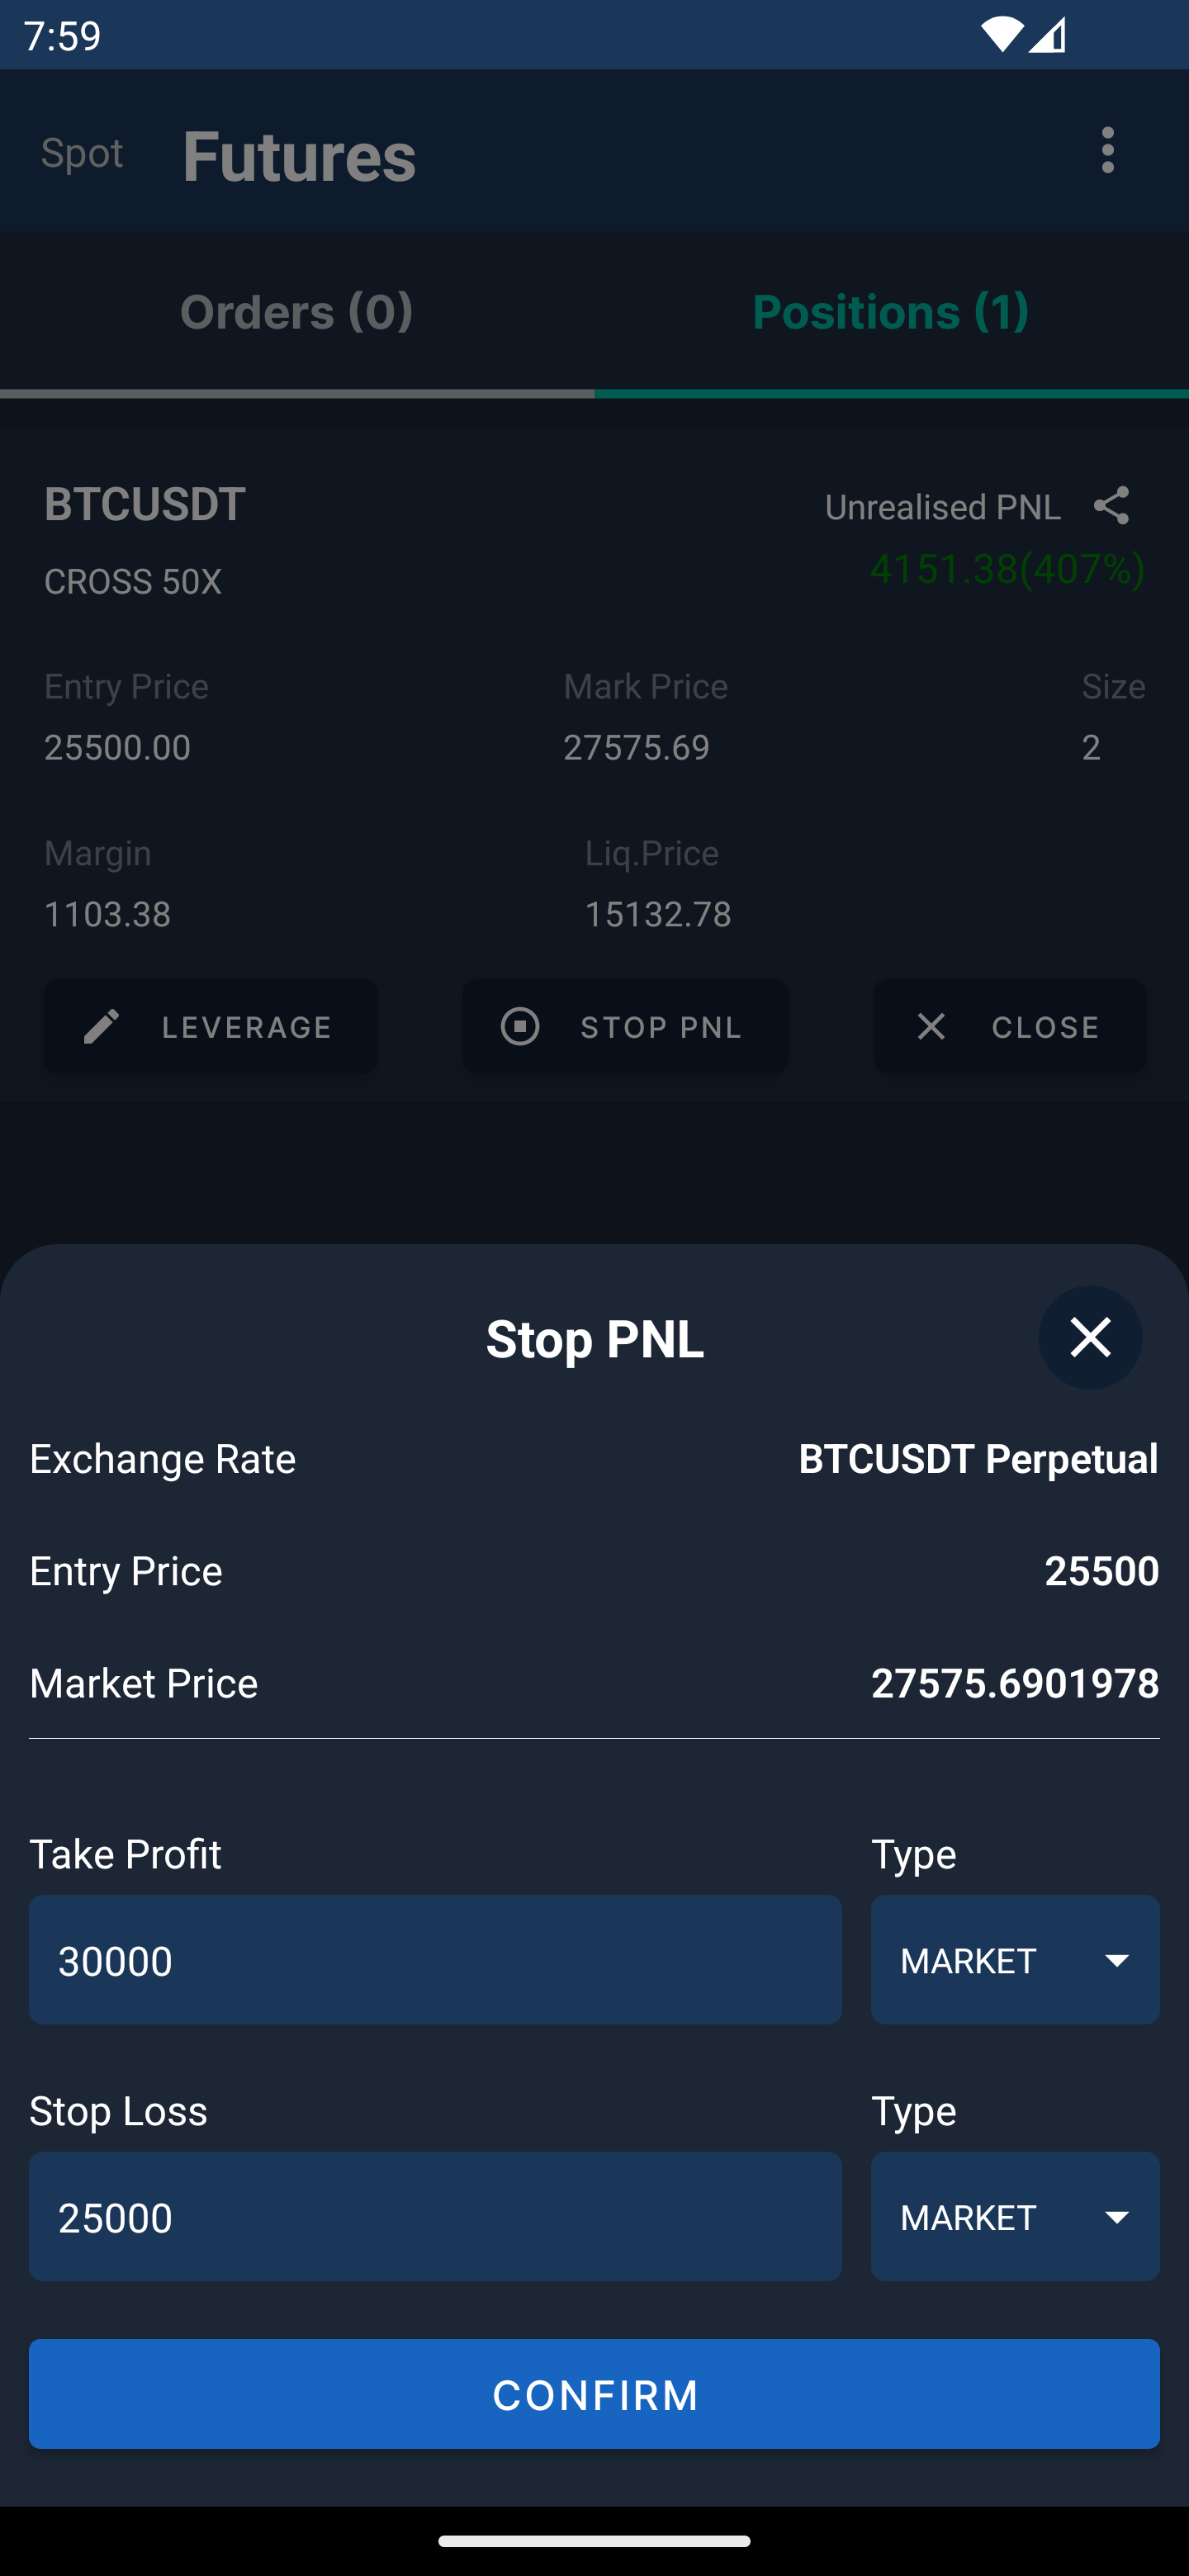 7:59
Spot Futures
Orders (0) Positions (1)
BTCUSDT Unrealised PNL
CROSS 50X 4151.38(407%)
Entry Price Mark Price Size
25500.00 27575.69 2
Margin Liq.Price
1103.38 15132.78
LEVERAGE STOP PNL CLOSE
Stop PNL
Exchange Rate BTCUSDT Perpetual
Entry Price 25500
Market Price 27575.6901978
Take Profit Type
30000 MARKET
Stop Loss Type
25000 MARKET
CONFIRM